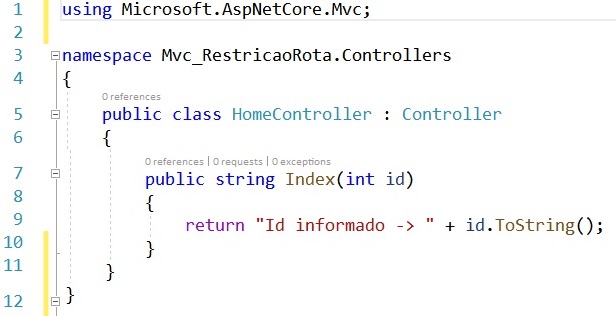 1 using Microsoft.AspNetCore.Mvc;
2
3 namespace Mvc_RestricaoRota.Controllers
4 {
0 references
5 public class HomeController : Controller
6 {
0 references | 0 requests | 0 exceptions
7 public string Index(int id)
8 {
9 return "Id informado -> " + id.ToString();
10 }
11 }
12 }